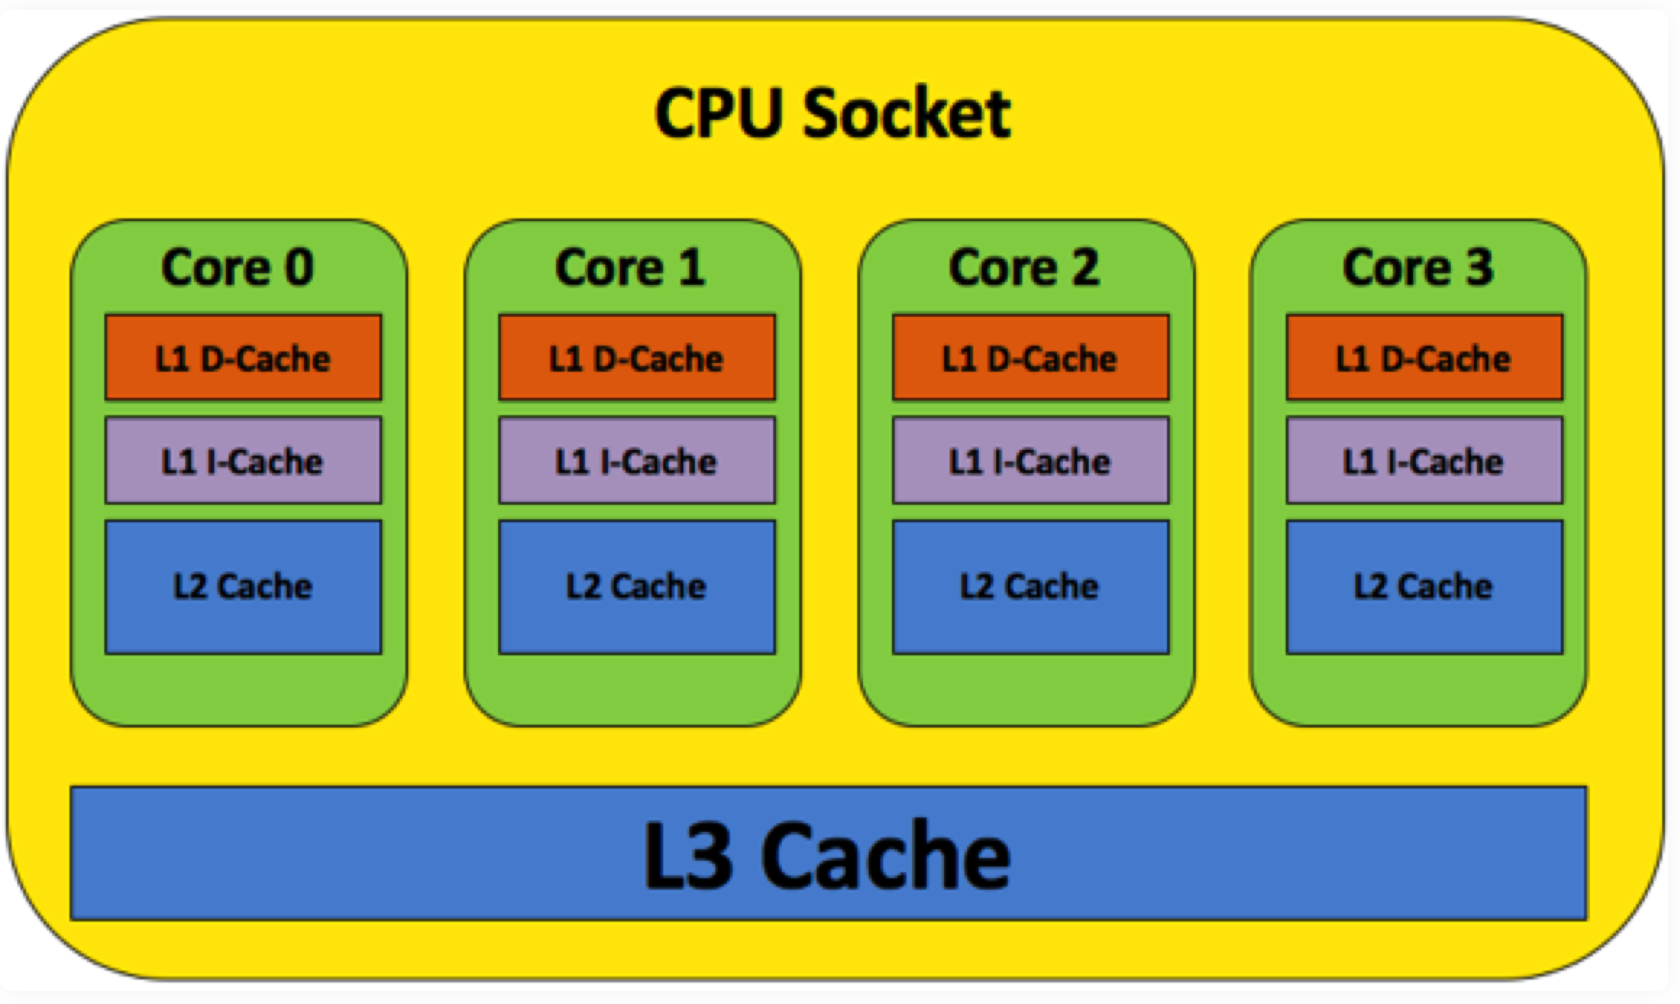 CPU Socket
Core 0
L1 D-Cache
L1 I-Cache
L2 Cache
Core 1
L1 D-Cache
L1 I-Cache
L2 Cache
Core 2
L1 D-Cache
L1 I-Cache
L2 Cache
Core 3
L1 D-Cache
L1 I-Cache
L2 Cache
L3 Cache